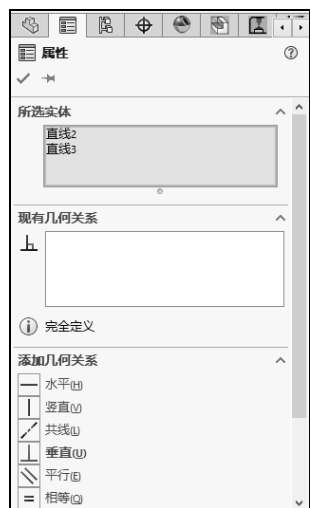 属性
所选实体
直线2
直线3
现有几何关系
完全定义
添加几何关系
水平(H)
竖直(V)
共线(L)
垂直(U)
平行(E)
相等(Q)